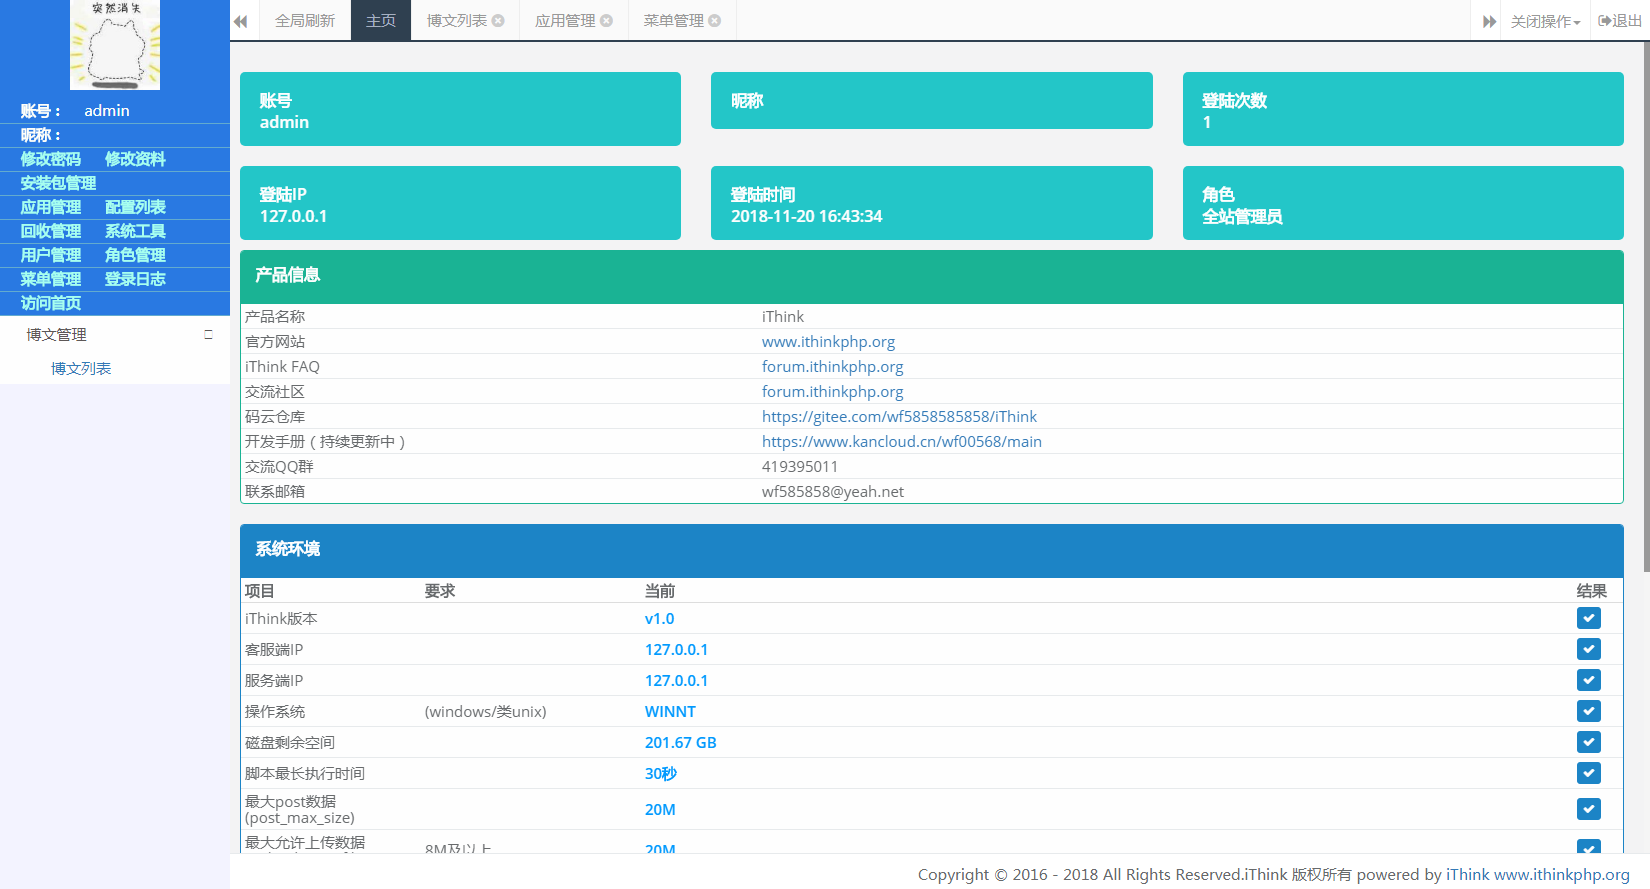 突然消失
账号： admin
昵称：
修改密码 修改资料
安装包管理
应用管理 配置列表
回收管理 系统工具
用户管理 角色管理
菜单管理 登录日志
访问首页
博文管理
博文列表
全局刷新 主页 博文列表 应用管理 菜单管理 关闭操作 退出
账号
admin
昵称
登陆次数
1
登陆IP
127.0.0.1
登陆时间
2018-11-20 16:43:34
角色
全站管理员
产品信息
产品名称 iThink
官方网站 www.ithinkphp.org
iThink FAQ forum.ithinkphp.org
交流社区 forum.ithinkphp.org
码云仓库 https://gitee.com/wf5858585858/iThink
开发手册（持续更新中） https://www.kancloud.cn/wf00568/main
交流QQ群 419395011
联系邮箱 wf585858@yeah.net
系统环境
项目 要求 当前 结果
iThink版本 v1.0
客服端IP 127.0.0.1
服务端IP 127.0.0.1
操作系统 (windows/类unix) WINNT
磁盘剩余空间 201.67 GB
脚本最长执行时间 30秒
最大post数据
(post_max_size) 20M
最大允许上传数据
8M及以上 20M
Copyright © 2016 - 2018 All Rights Reserved.iThink 版权所有 powered by iThink www.ithinkphp.org